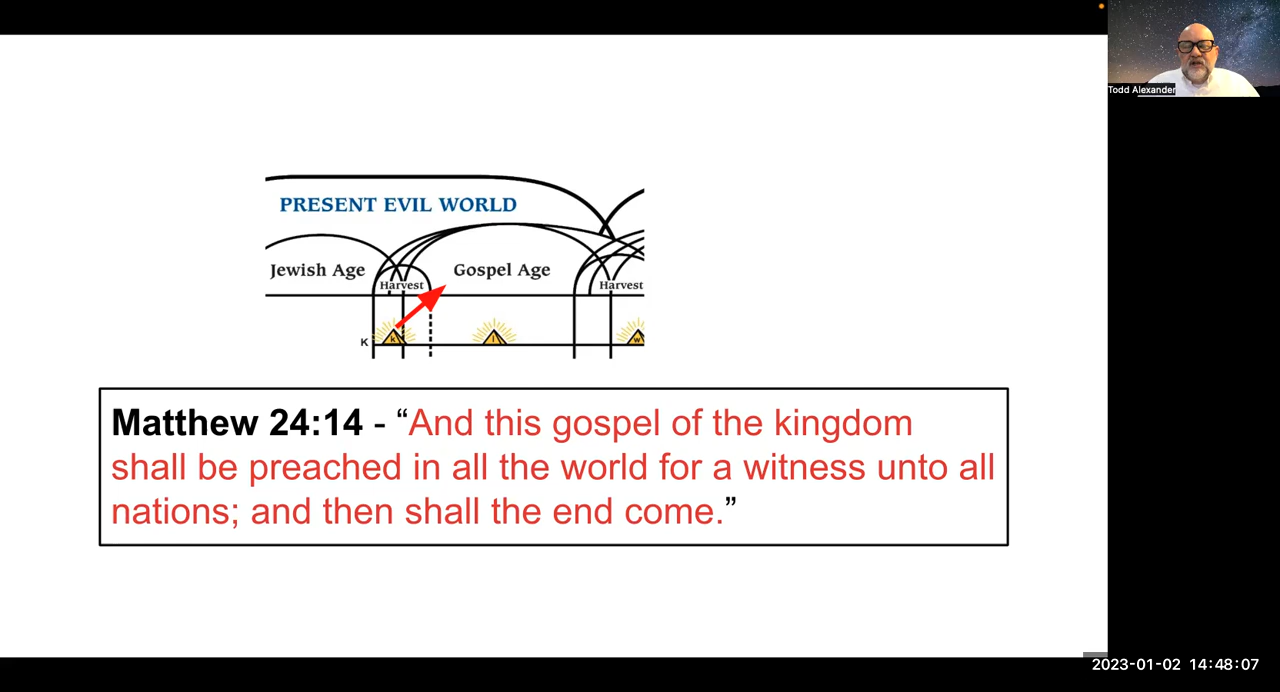 Todd Alexander
PRESENT EVIL WORLD
Jewish Age
Gospel Age
Harvest
Harvest
K
k
l
w
Matthew 24:14 - “And this gospel of the kingdom
shall be preached in all the world for a witness unto all
nations; and then shall the end come.”
2023-01-02 14:48:07